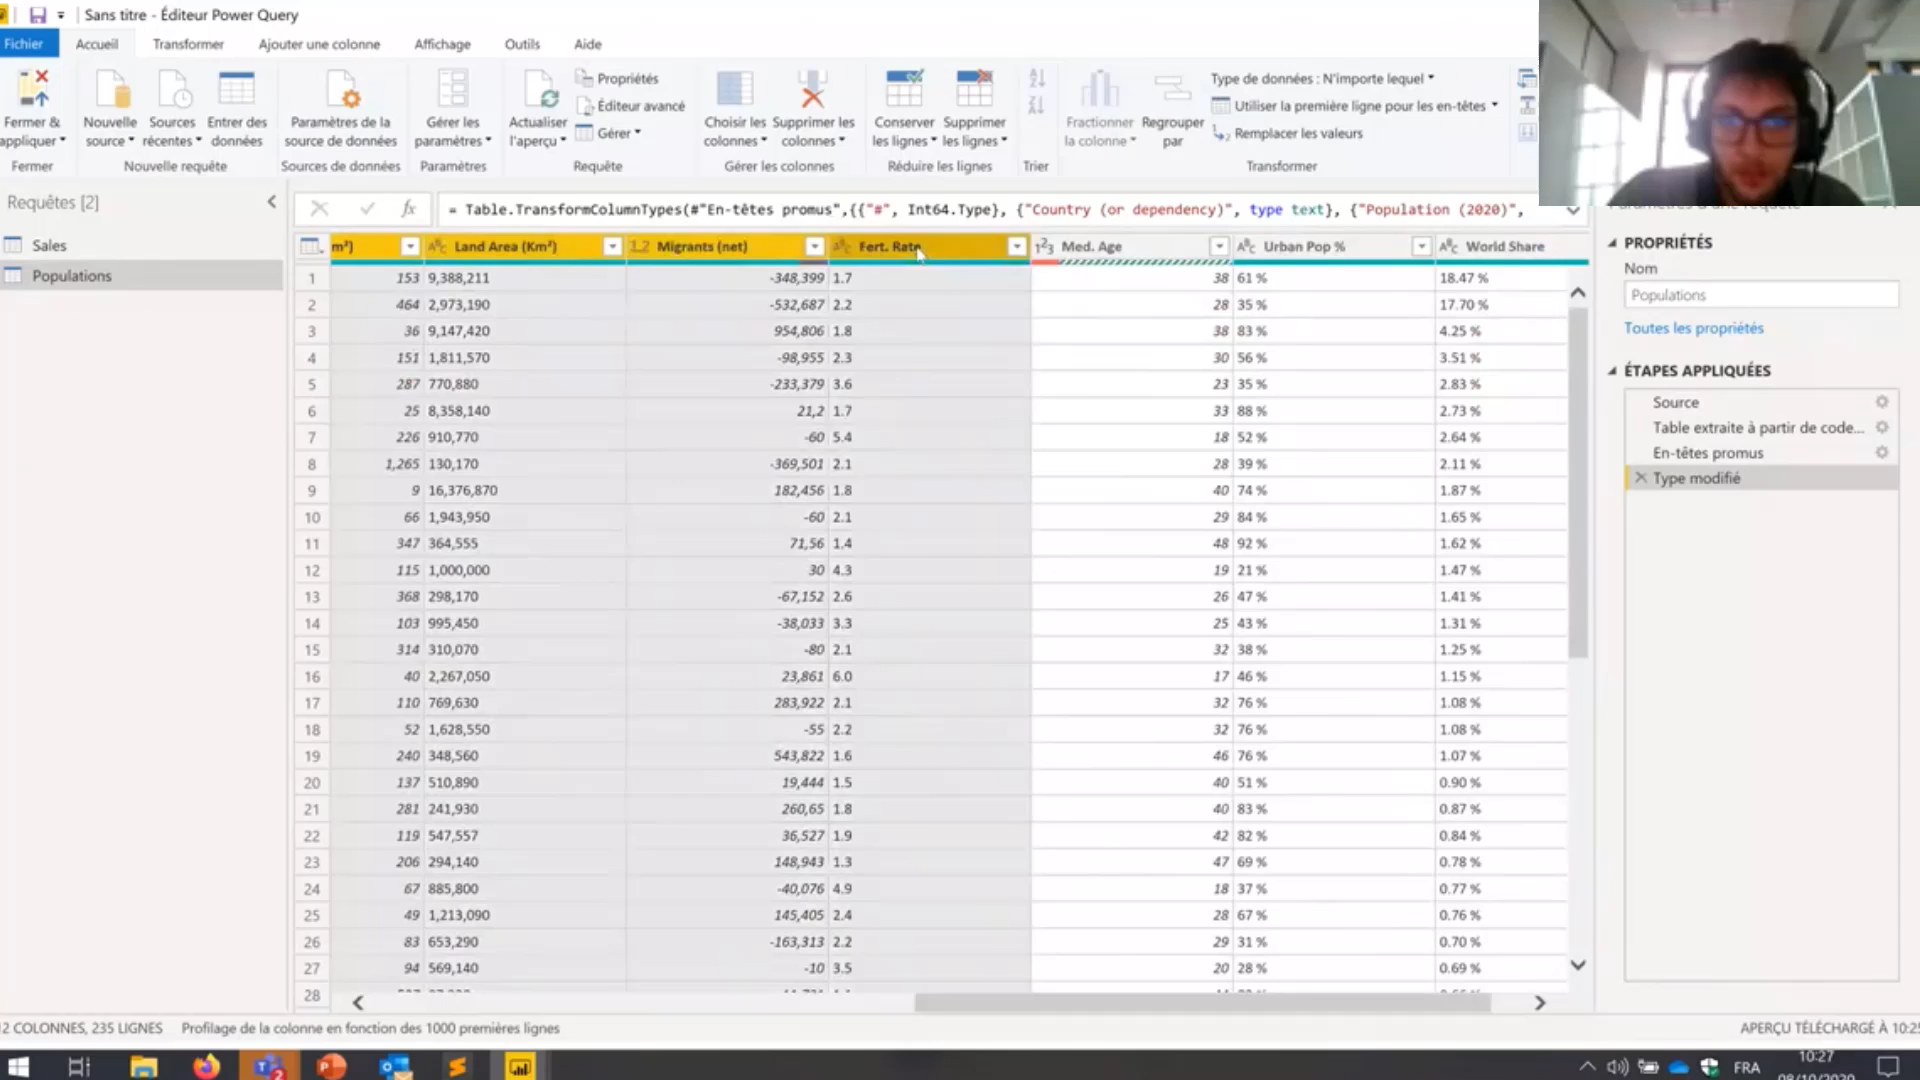 Sans titre - Éditeur Power Query
Fichier Accueil Transformer Ajouter une colonne Affichage Outils Aide
Fermer & appliquer
Nouvelle source
Sources récentes
Entrer des données
Paramètres de la source de données
Gérer les paramètres
Actualiser l'aperçu
Propriétés
Éditeur avancé
Gérer
Choisir les colonnes
Supprimer les colonnes
Conserver les lignes
Supprimer les lignes
Fractionner la colonne
Regrouper par
Type de données : N'importe lequel
Utiliser la première ligne pour les en-têtes
Remplacer les valeurs
Fermer Nouvelle requête Sources de données Paramètres Requête Gérer les colonnes Réduire les lignes Trier Transformer
Requêtes [2]
Sales
Populations
fx = Table.TransformColumnTypes(#"En-têtes promus",{{"#", Int64.Type}, {"Country (or dependency)", type text}, {"Population (2020)",
m²) Land Area (Km²) Migrants (net) Fert. Rate Med. Age Urban Pop % World Share
1 153 9,388,211 -348,399 1.7 38 61 % 18.47 %
2 464 2,973,190 -532,687 2.2 28 35 % 17.70 %
3 36 9,147,420 954,806 1.8 38 83 % 4.25 %
4 151 1,811,570 -98,955 2.3 30 56 % 3.51 %
5 287 770,880 -233,379 3.6 23 35 % 2.83 %
6 25 8,358,140 21,2 1.7 33 88 % 2.73 %
7 226 910,770 -60 5.4 18 52 % 2.64 %
8 1,265 130,170 -369,501 2.1 28 39 % 2.11 %
9 9 16,376,870 182,456 1.8 40 74 % 1.87 %
10 66 1,943,950 -60 2.1 29 84 % 1.65 %
11 347 364,555 71,56 1.4 48 92 % 1.62 %
12 115 1,000,000 30 4.3 19 21 % 1.47 %
13 368 298,170 -67,152 2.6 26 47 % 1.41 %
14 103 995,450 -38,033 3.3 25 43 % 1.31 %
15 314 310,070 -80 2.1 32 38 % 1.25 %
16 40 2,267,050 23,861 6.0 17 46 % 1.15 %
17 110 769,630 283,922 2.1 32 76 % 1.08 %
18 52 1,628,550 -55 2.2 32 76 % 1.08 %
19 240 348,560 543,822 1.6 46 76 % 1.07 %
20 137 510,890 19,444 1.5 40 51 % 0.90 %
21 281 241,930 260,65 1.8 40 83 % 0.87 %
22 119 547,557 36,527 1.9 42 82 % 0.84 %
23 206 294,140 148,943 1.3 47 69 % 0.78 %
24 67 885,800 -40,076 4.9 18 37 % 0.77 %
25 49 1,213,090 145,405 2.4 28 67 % 0.76 %
26 83 653,290 -163,313 2.2 29 31 % 0.70 %
27 94 569,140 -10 3.5 20 28 % 0.69 %
28
PROPRIÉTÉS
Nom
Populations
Toutes les propriétés
ÉTAPES APPLIQUÉES
Source
Table extraite à partir de code...
En-têtes promus
Type modifié
2 COLONNES, 235 LIGNES Profilage de la colonne en fonction des 1000 premières lignes
APERÇU TÉLÉCHARGÉ À 10:25
FRA 10:27